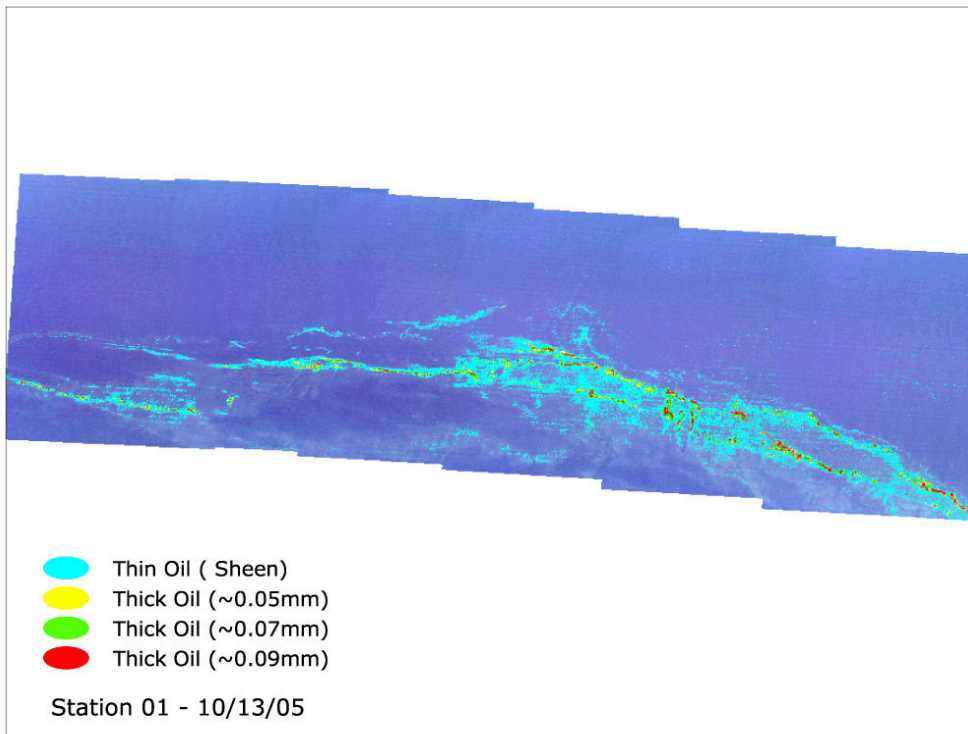 Thin Oil ( Sheen)
Thick Oil (~0.05mm)
Thick Oil (~0.07mm)
Thick Oil (~0.09mm)
Station 01 - 10/13/05